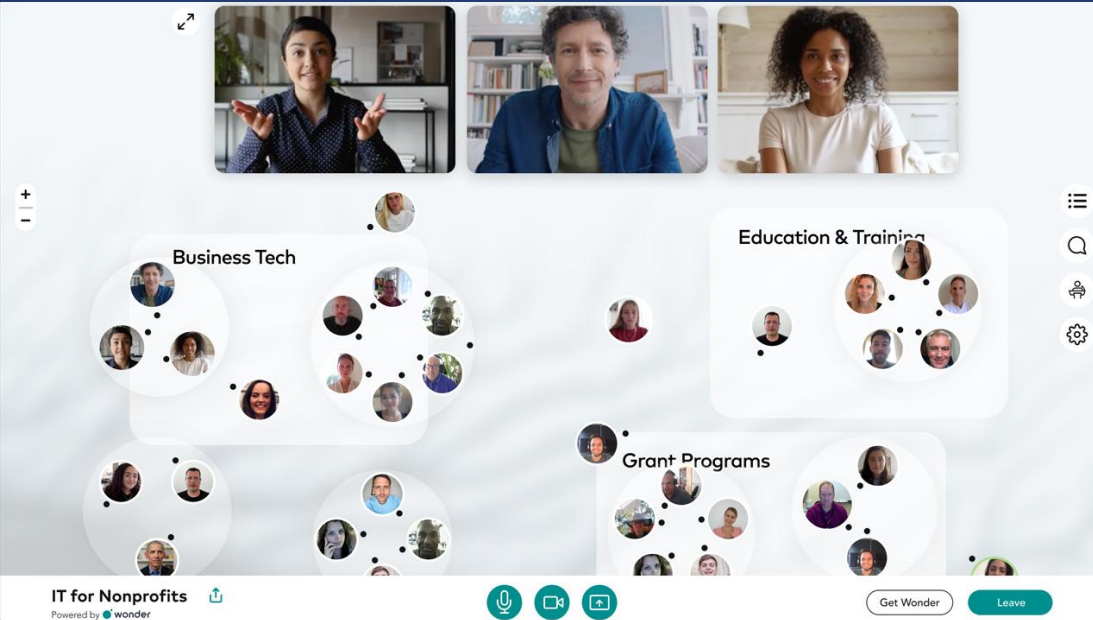 Business Tech
Education & Training
Grant Programs
IT for Nonprofits
Powered by wonder
Get Wonder
Leave